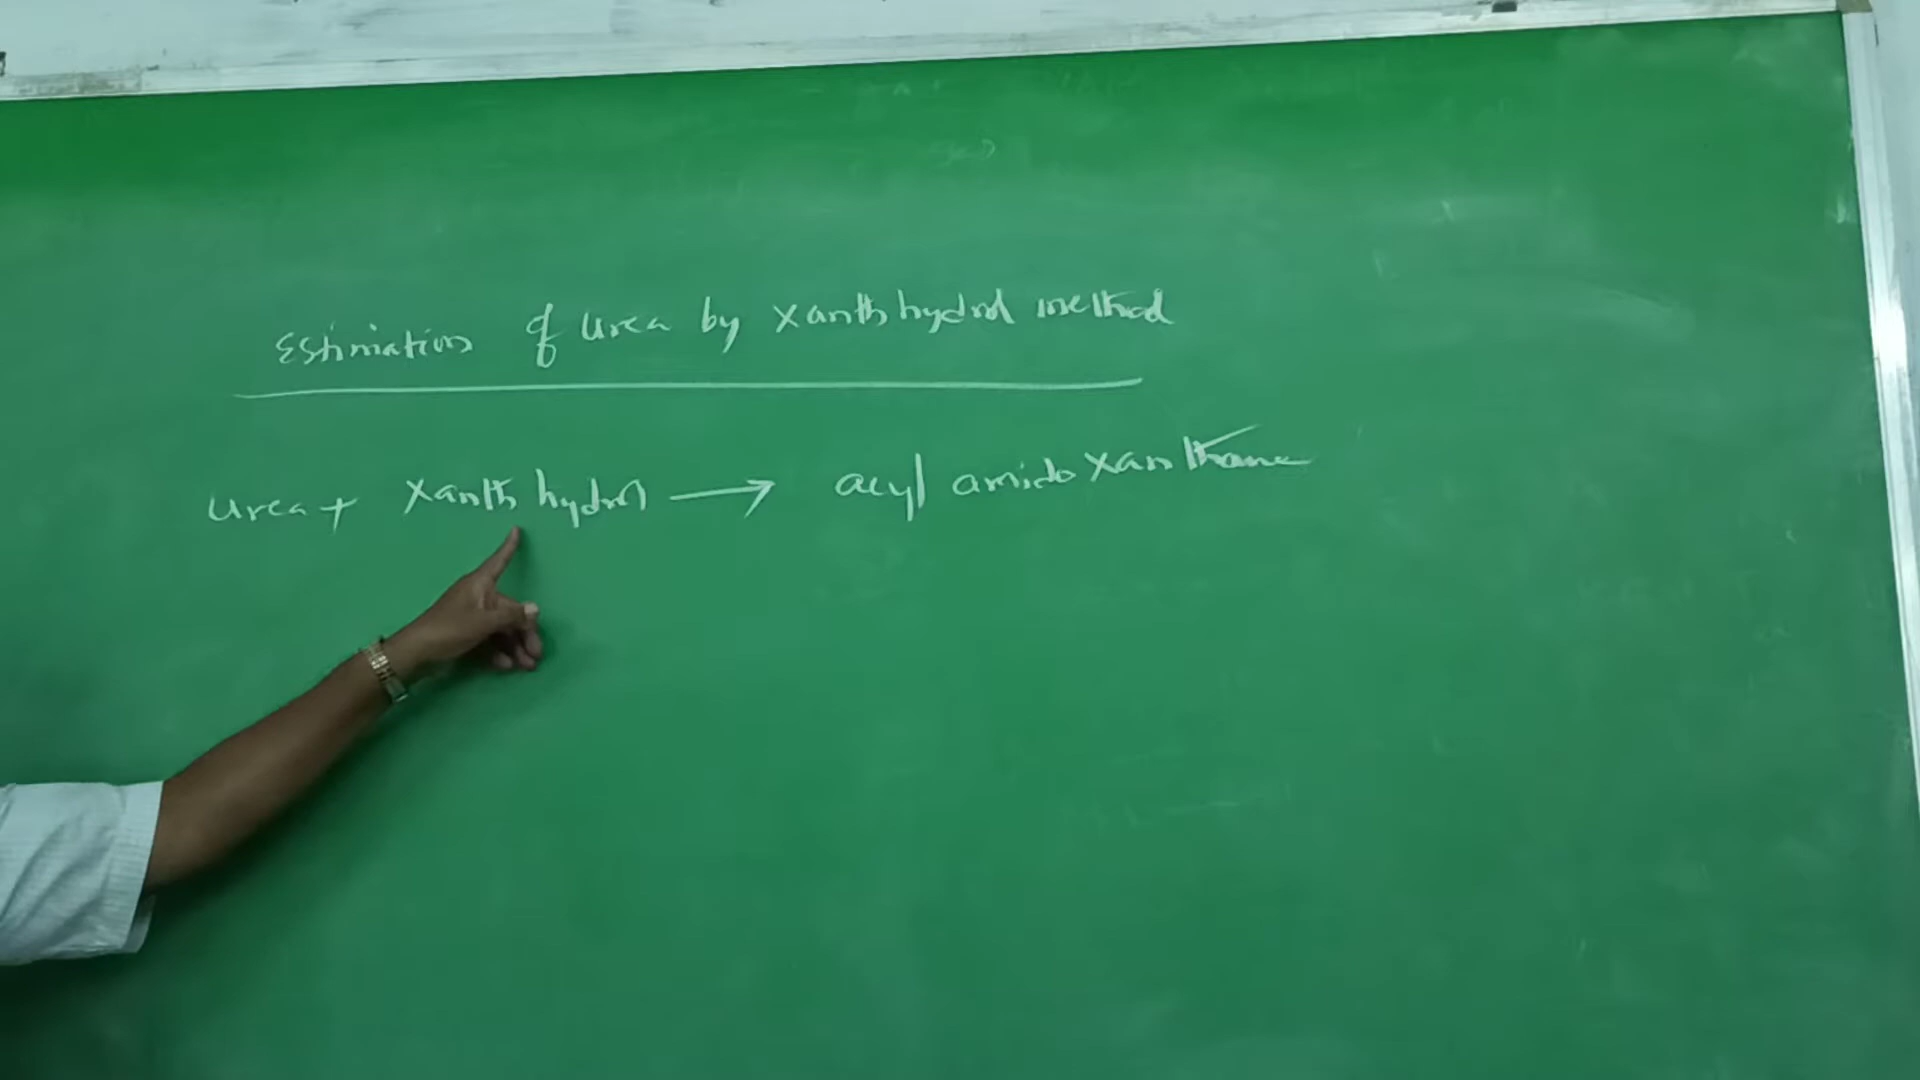 Estimation of urea by xanthhydrol method
urea + xanthhydrol → acyl amido xanthane